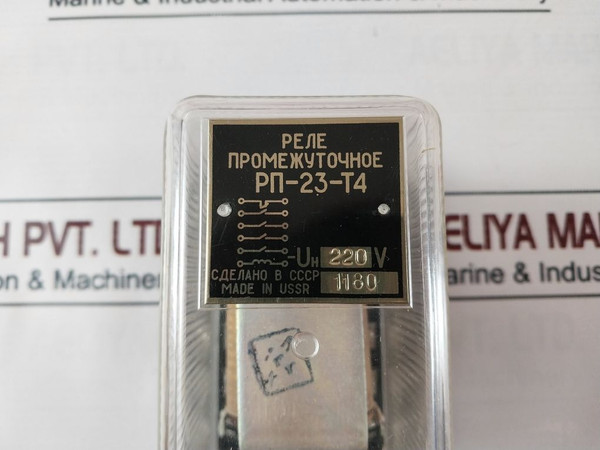 Marine & Industrial Automation &
H PVT. LTD
ELIYA MA
on & Machiner
arine & Indus
РЕЛЕ
ПРОМЕЖУТОЧНОЕ
РП-23-Т4
-Uн 220 V
СДЕЛАНО В СССР
MADE IN USSR
1180